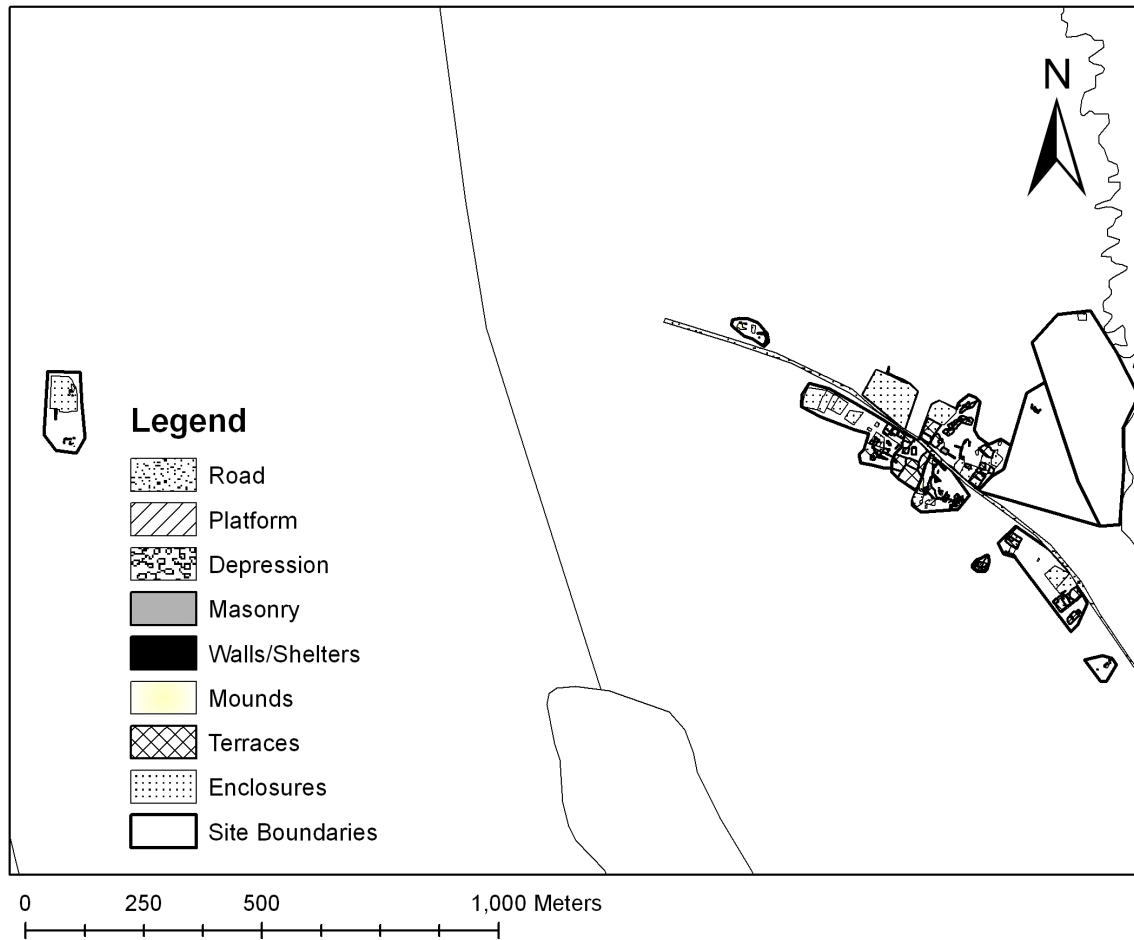 N
Legend
Road
Platform
Depression
Masonry
Walls/Shelters
Mounds
Terraces
Enclosures
Site Boundaries
0 250 500 1,000 Meters